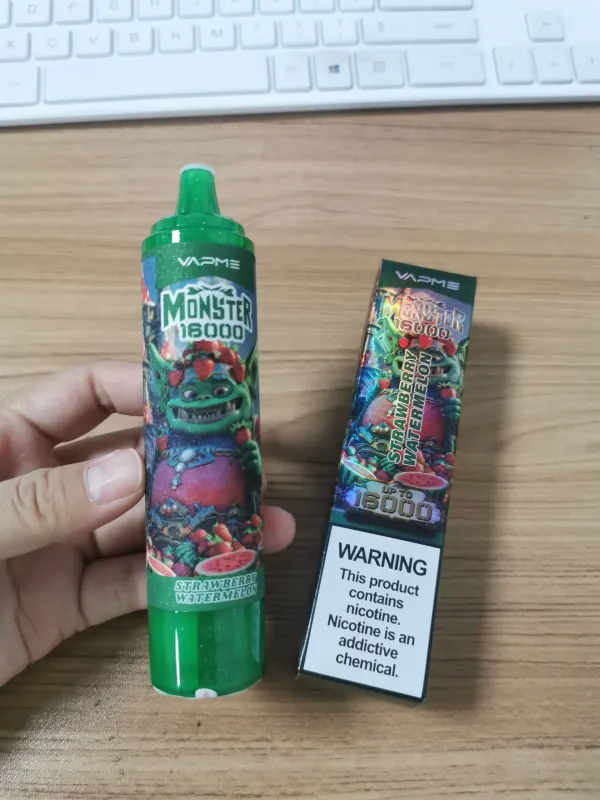 VAPME
MONSTER
16000
STRAWBERRY
WATERMELON
VAPME
MONSTER
16000
STRAWBERRY
WATERMELON
UP TO
16000
WARNING
This product
contains
nicotine.
Nicotine is an
addictive
chemical.
X C V B N M